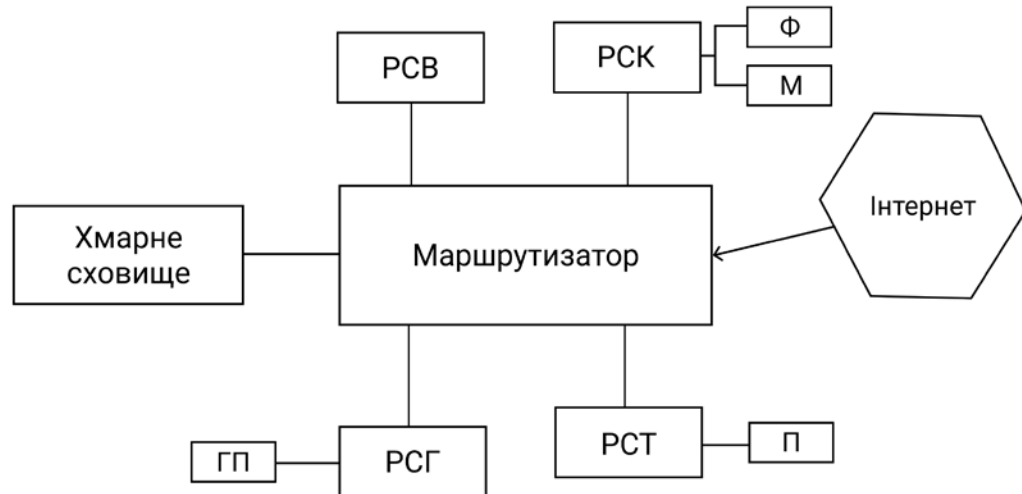 РСВ
РСК
Ф
М
Хмарне
сховище
Маршрутизатор
Інтернет
ГП
РСГ
РСТ
П